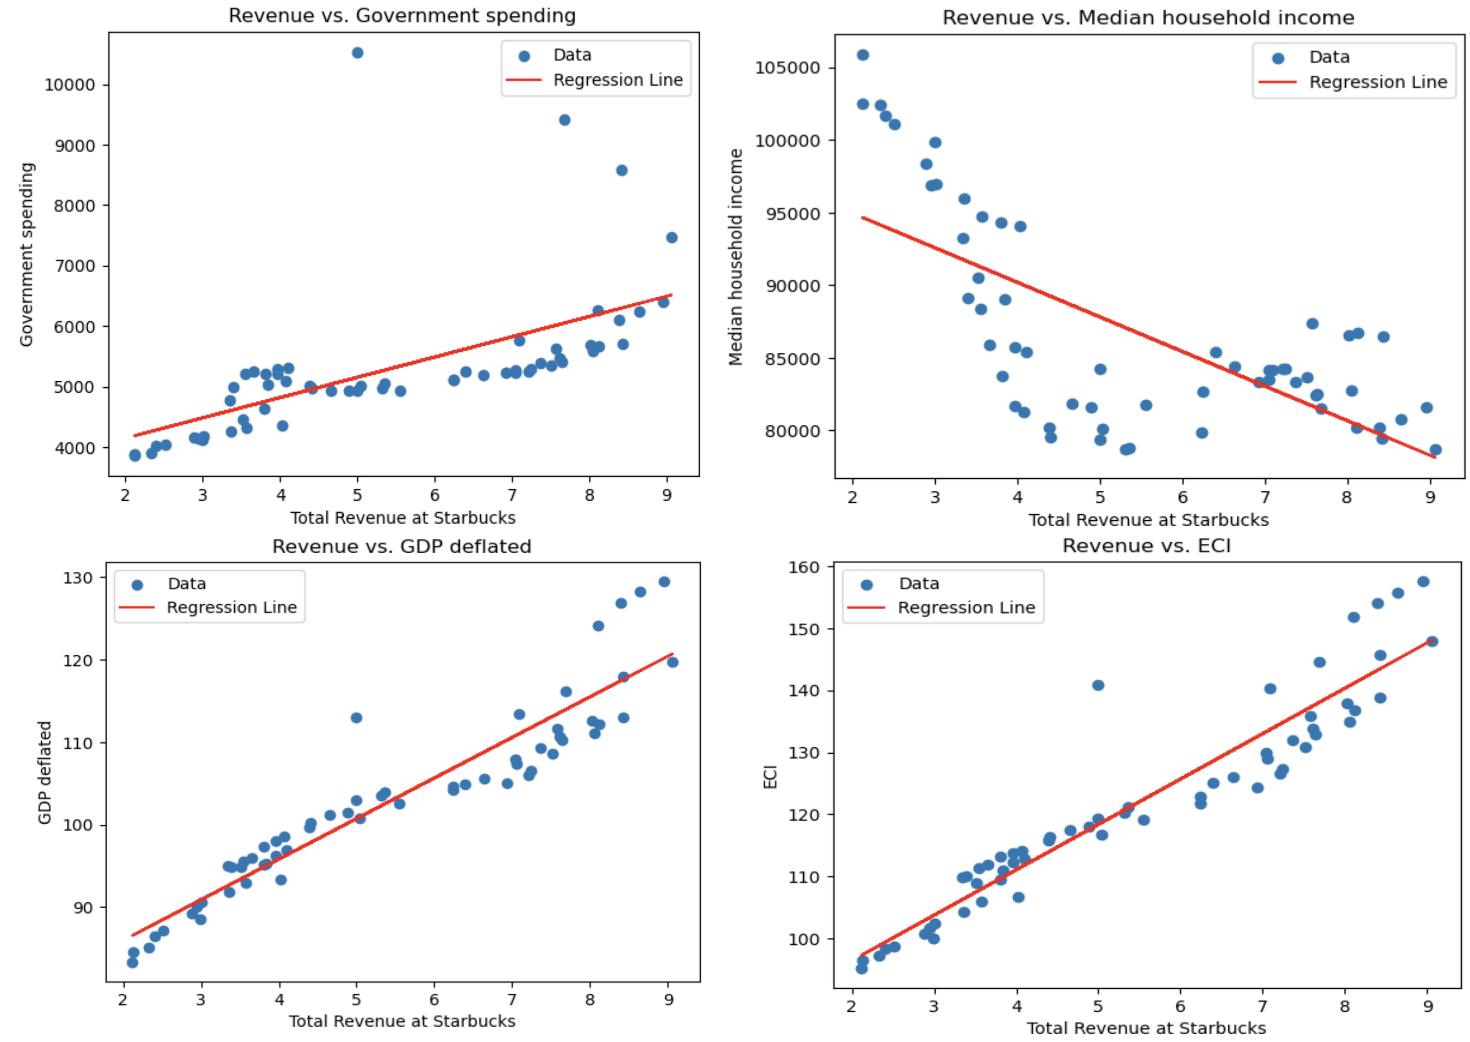 Revenue vs. Government spending
Data
Regression Line
10000
9000
8000
7000
6000
5000
4000
Government spending
2 3 4 5 6 7 8 9
Total Revenue at Starbucks
Revenue vs. Median household income
Data
Regression Line
105000
100000
95000
90000
85000
80000
Median household income
2 3 4 5 6 7 8 9
Total Revenue at Starbucks
Revenue vs. GDP deflated
Data
Regression Line
130
120
110
100
90
GDP deflated
2 3 4 5 6 7 8 9
Total Revenue at Starbucks
Revenue vs. ECI
Data
Regression Line
160
150
140
130
120
110
100
ECI
2 3 4 5 6 7 8 9
Total Revenue at Starbucks